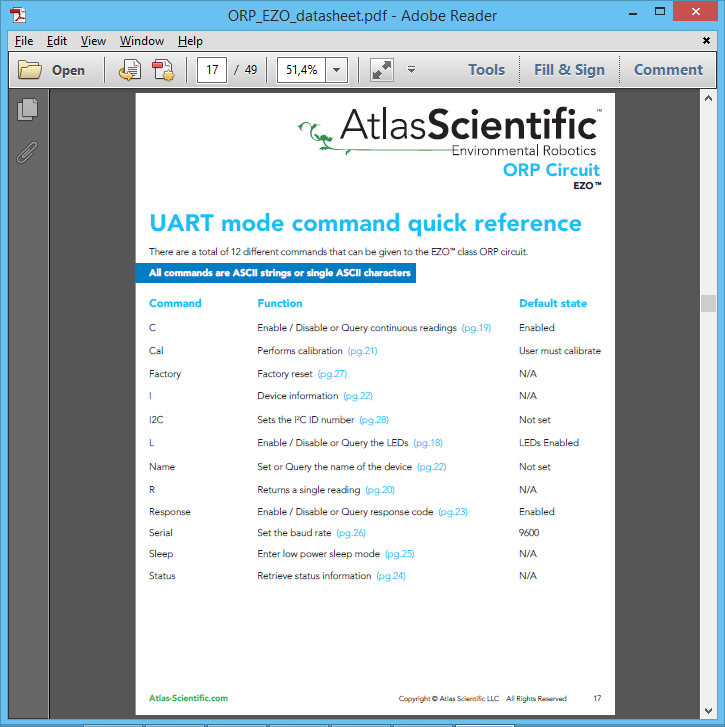 ORP_EZO_datasheet.pdf - Adobe Reader
File Edit View Window Help
Open 17 / 49 51,4% Tools Fill & Sign Comment
AtlasScientific™
Environmental Robotics
ORP Circuit
EZO™
UART mode command quick reference
There are a total of 12 different commands that can be given to the EZO™ class ORP circuit.
All commands are ASCII strings or single ASCII characters
Command Function Default state
C Enable / Disable or Query continuous readings (pg.19) Enabled
Cal Performs calibration (pg.21) User must calibrate
Factory Factory reset (pg.27) N/A
I Device information (pg.22) N/A
I2C Sets the I²C ID number (pg.28) Not set
L Enable / Disable or Query the LEDs (pg.18) LEDs Enabled
Name Set or Query the name of the device (pg.22) Not set
R Returns a single reading (pg.20) N/A
Response Enable / Disable or Query response code (pg.23) Enabled
Serial Set the baud rate (pg.26) 9600
Sleep Enter low power sleep mode (pg.25) N/A
Status Retrieve status information (pg.24) N/A
Atlas-Scientific.com Copyright © Atlas Scientific LLC All Rights Reserved 17